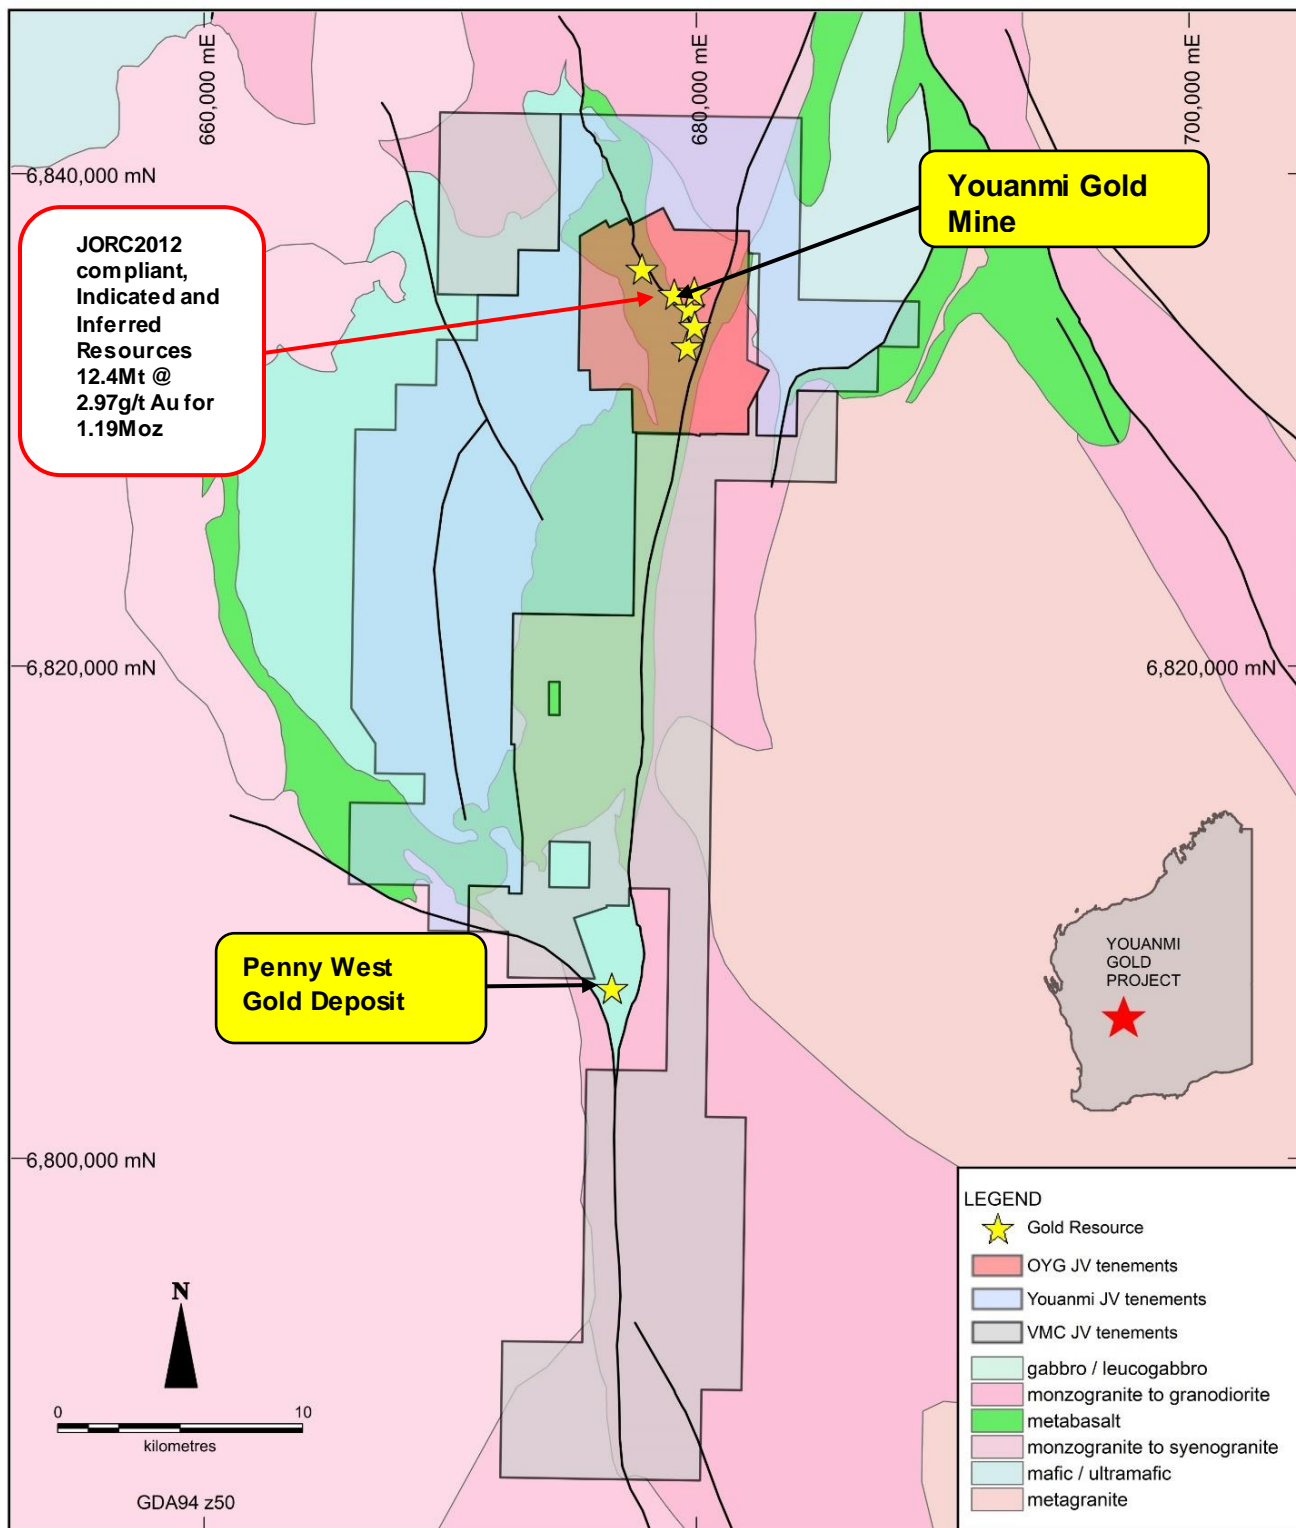 660,000 mE
680,000 mE
700,000 mE
6,840,000 mN
Youanmi Gold
Mine
JORC2012
compliant,
Indicated and
Inferred
Resources
12.4Mt @
2.97g/t Au for
1.19Moz
6,820,000 mN
6,820,000 mN
Penny West
Gold Deposit
YOUANMI
GOLD
PROJECT
6,800,000 mN
N
0 10
kilometres
GDA94 z50
LEGEND
Gold Resource
OYG JV tenements
Youanmi JV tenements
VMC JV tenements
gabbro / leucogabbro
monzogranite to granodiorite
metabasalt
monzogranite to syenogranite
mafic / ultramafic
metagranite